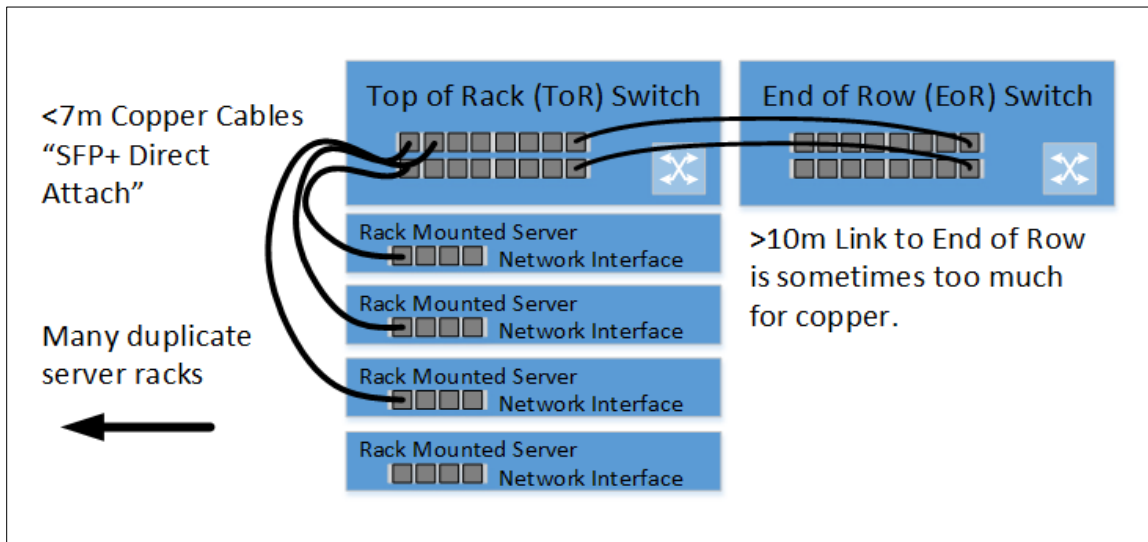 <7m Copper Cables
“SFP+ Direct
Attach”
Top of Rack (ToR) Switch
End of Row (EoR) Switch
Rack Mounted Server
Network Interface
>10m Link to End of Row
is sometimes too much
for copper.
Rack Mounted Server
Network Interface
Many duplicate
server racks
Rack Mounted Server
Network Interface
Rack Mounted Server
Network Interface